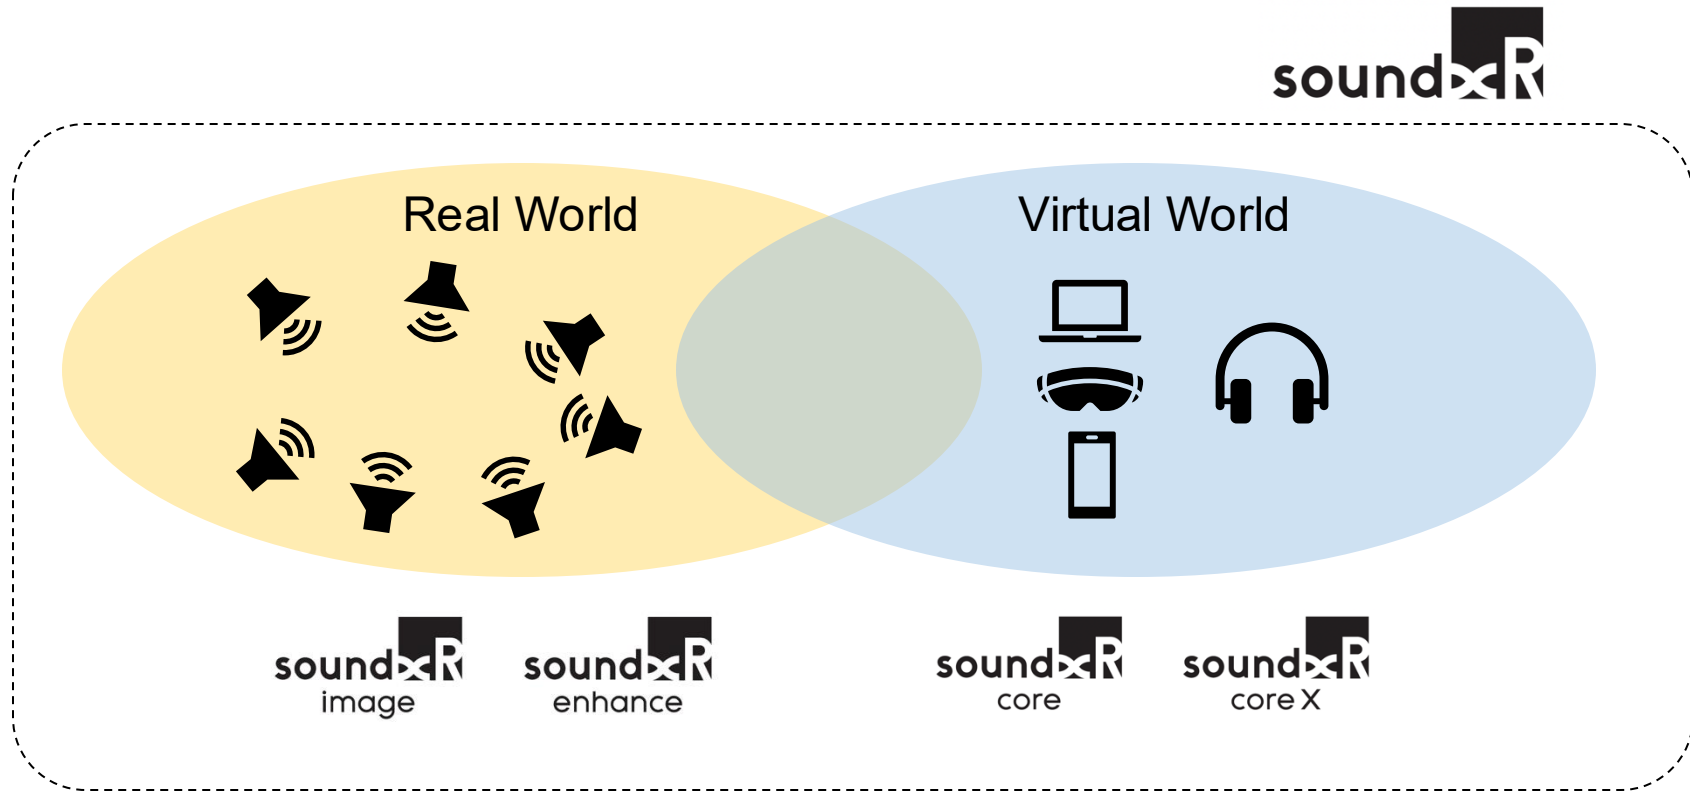 soundxR
Real World
Virtual World
soundxR
image
soundxR
enhance
soundxR
core
soundxR
core X